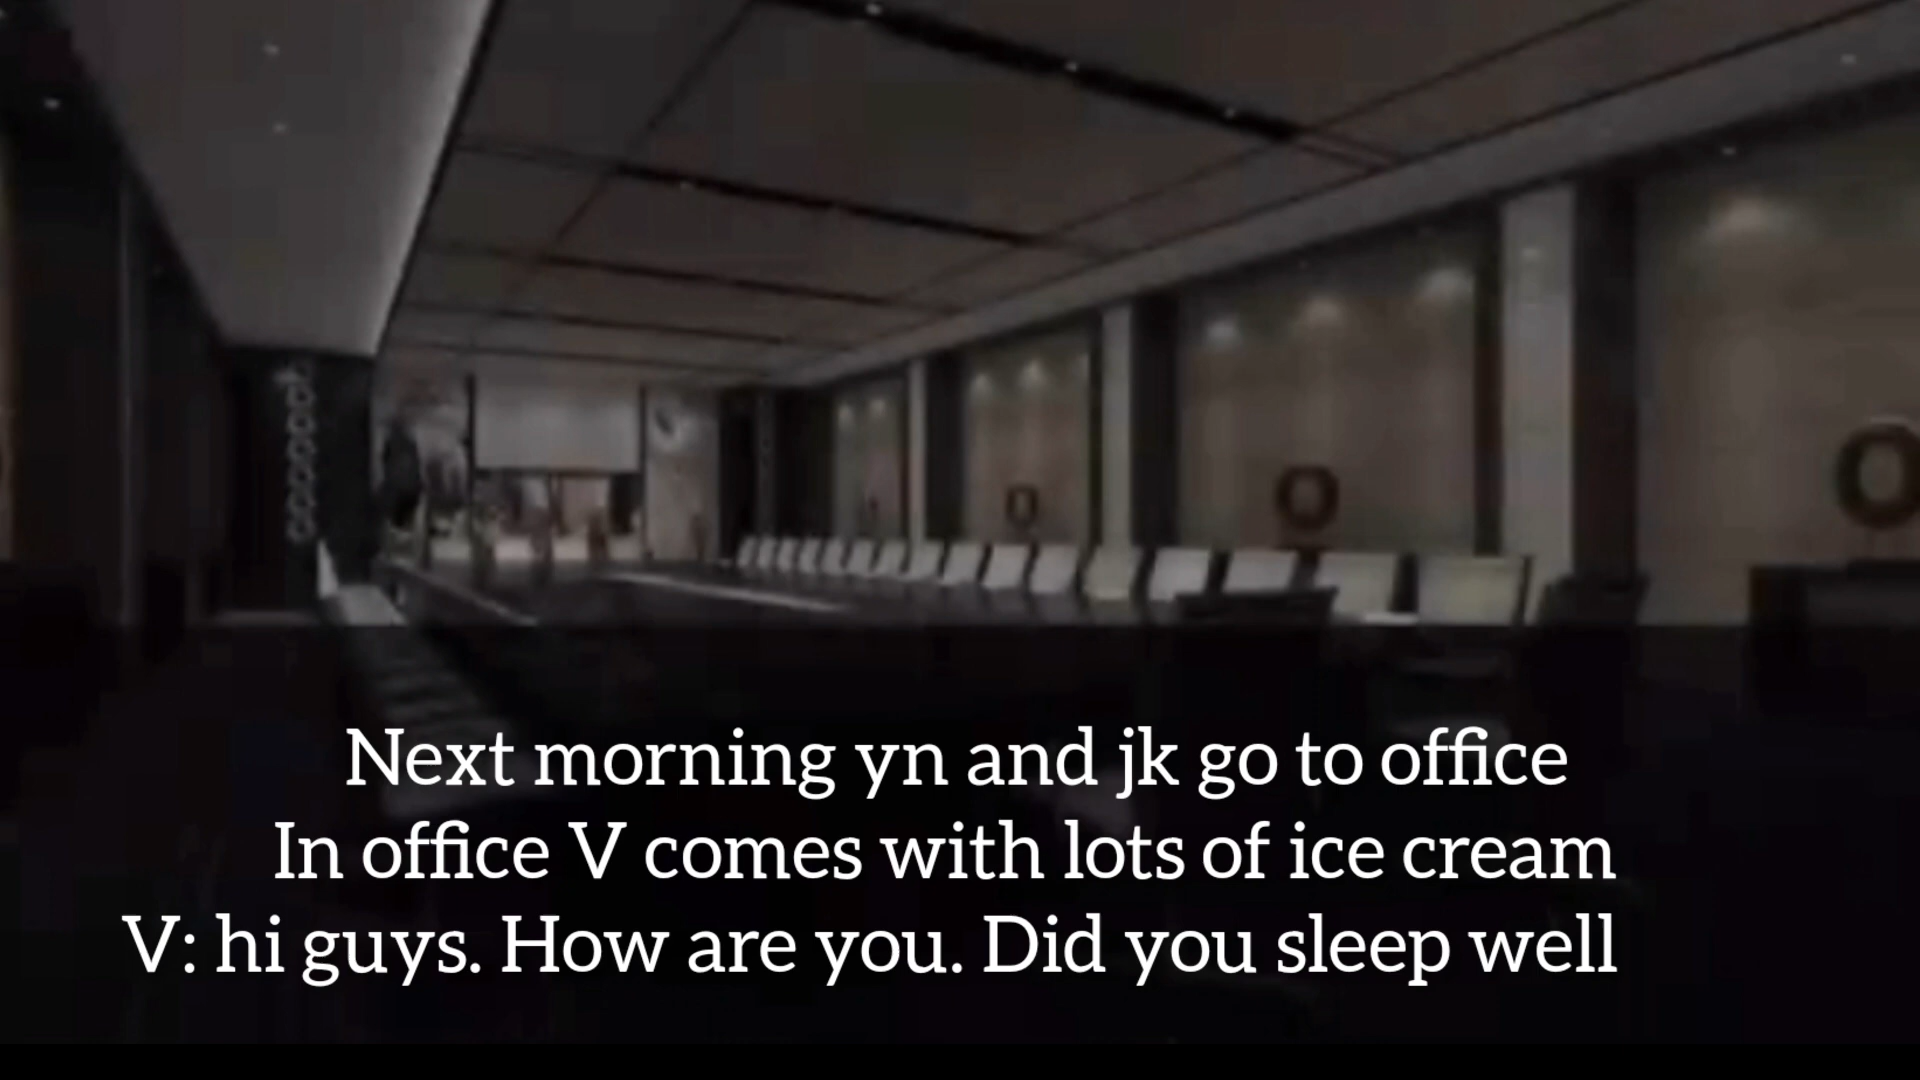 Next morning yn and jk go to office
In office V comes with lots of ice cream
V: hi guys. How are you. Did you sleep well